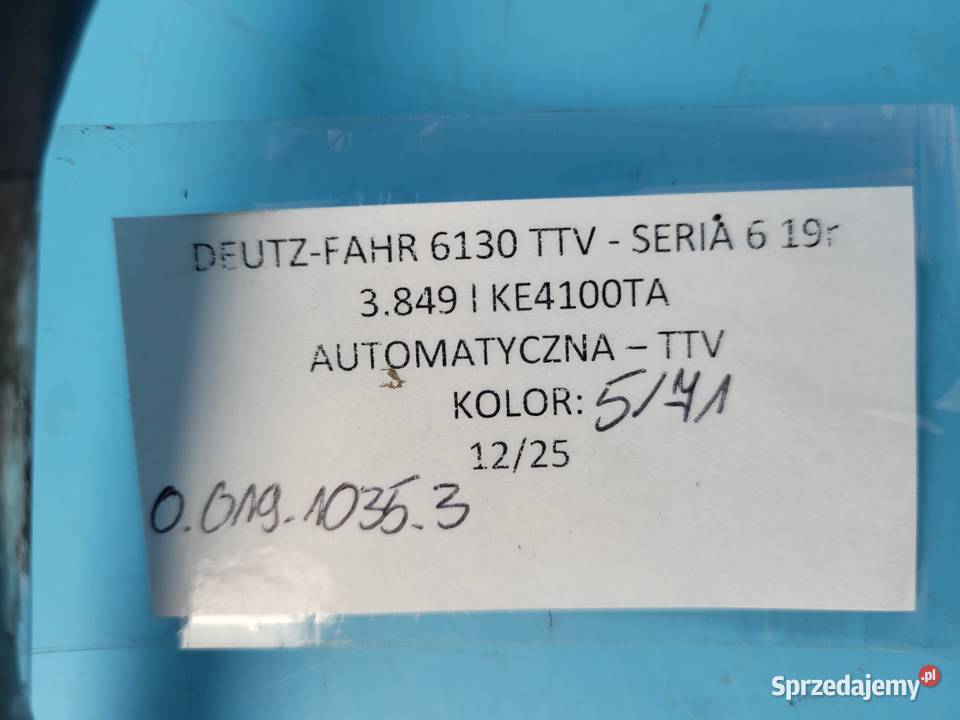 DEUTZ-FAHR 6130 TTV - SERIA 6 19r
3.849 l KE4100TA
AUTOMATYCZNA – TTV
KOLOR: 5/71
12/25
0.019.1035.3
Sprzedajemy.pl